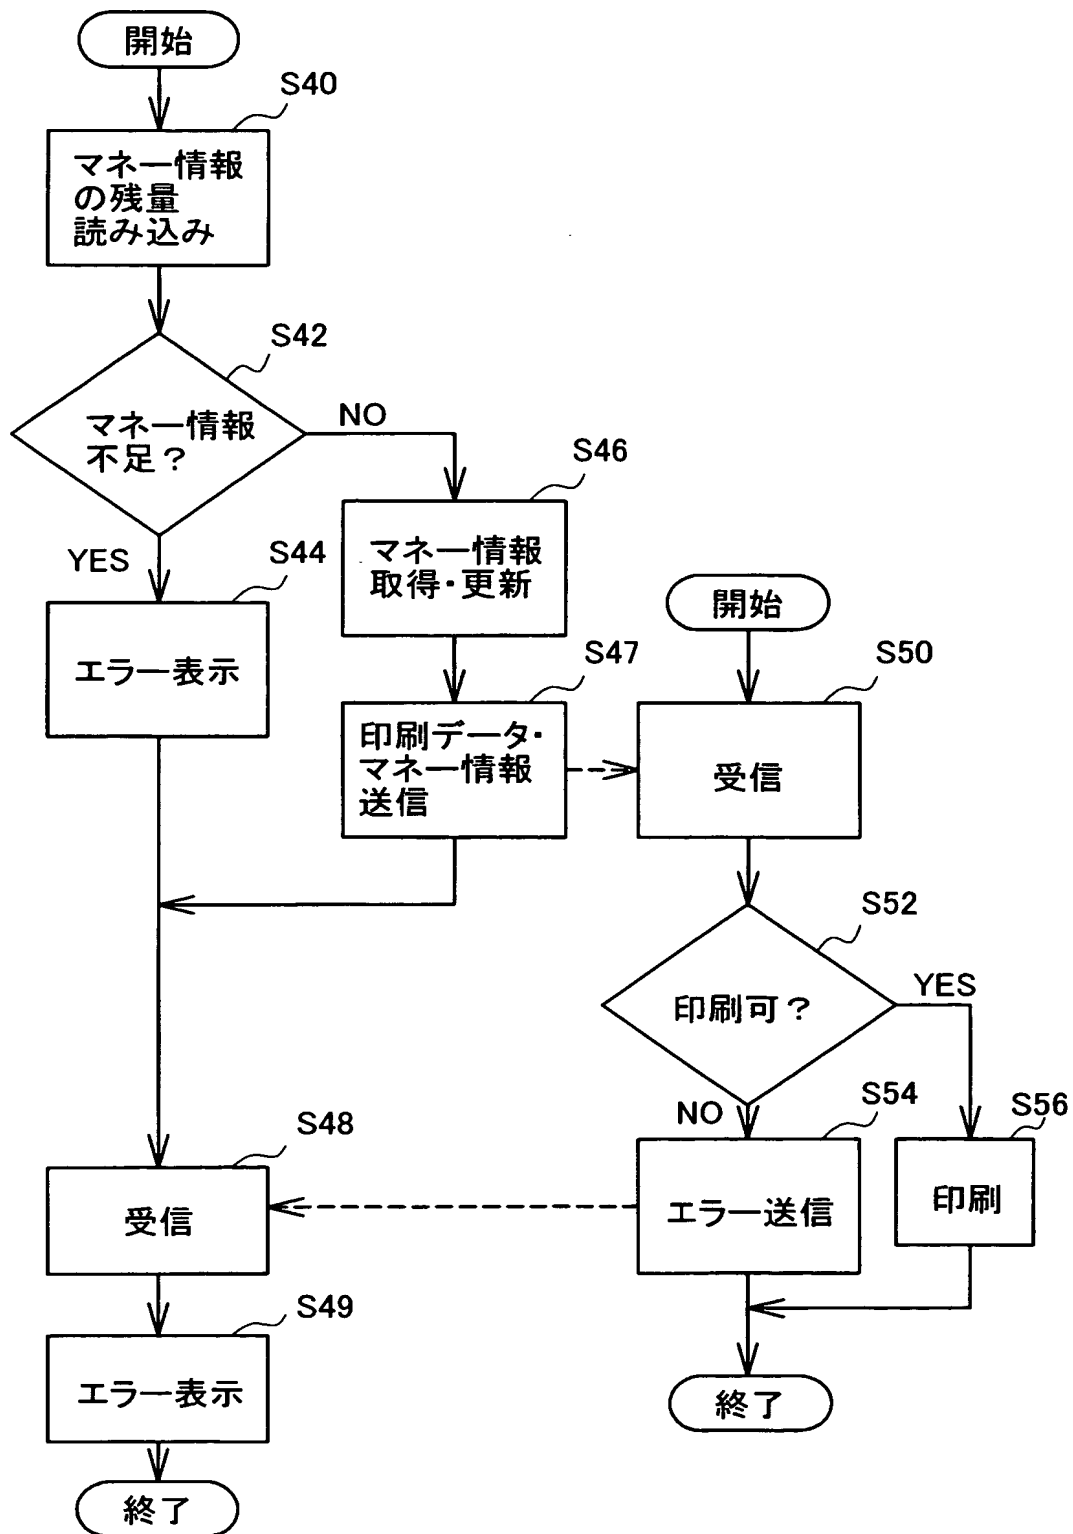 開始
S40
マネー情報
の残量
読み込み
S42
マネー情報
不足?
NO
YES
S44
エラー表示
S46
マネー情報
取得・更新
S47
印刷データ・
マネー情報
送信
開始
S50
受信
S52
印刷可?
YES
NO
S54
エラー送信
S56
印刷
終了
S48
受信
S49
エラー表示
終了